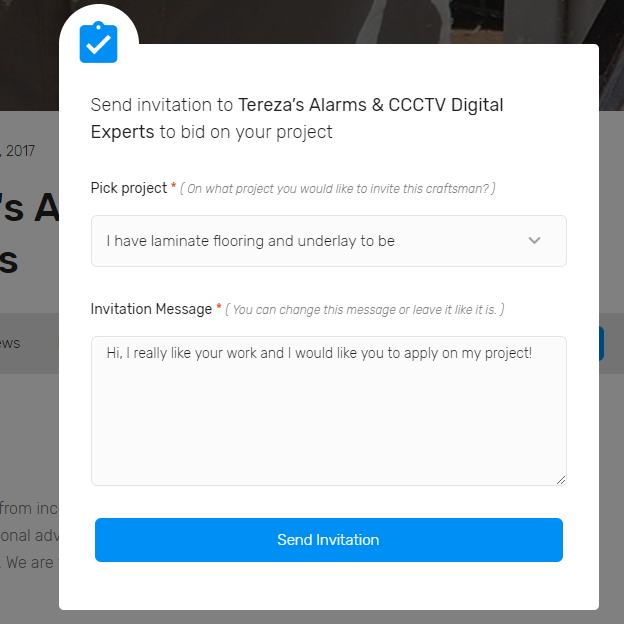 Send invitation to Tereza's Alarms & CCCTV Digital
Experts to bid on your project
, 2017
Pick project * ( On what project you would like to invite this craftsman? )
's A
I have laminate flooring and underlay to be
s
Invitation Message * ( You can change this message or leave it like it is. )
ews
Hi, I really like your work and I would like you to apply on my project!
from inc
onal adv
. We are
Send Invitation